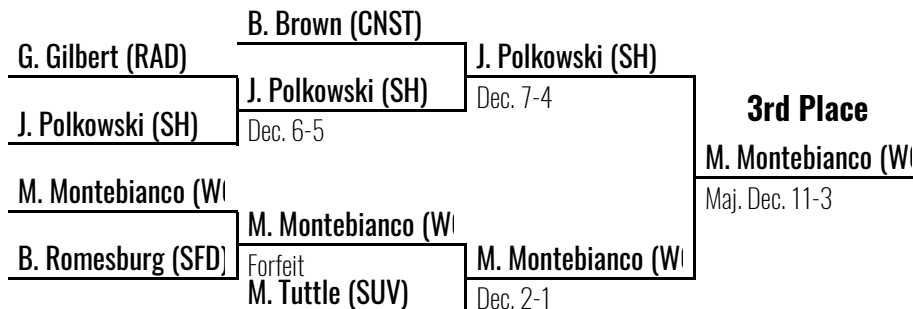 B. Brown (CNST)
G. Gilbert (RAD)
J. Polkowski (SH)
J. Polkowski (SH)
Dec. 7-4
J. Polkowski (SH)
Dec. 6-5
3rd Place
M. Montebianco (W
Maj. Dec. 11-3
M. Montebianco (W
B. Romesburg (SFD)
M. Montebianco (W
Forfeit
M. Tuttle (SUV)
M. Montebianco (W
Dec. 2-1